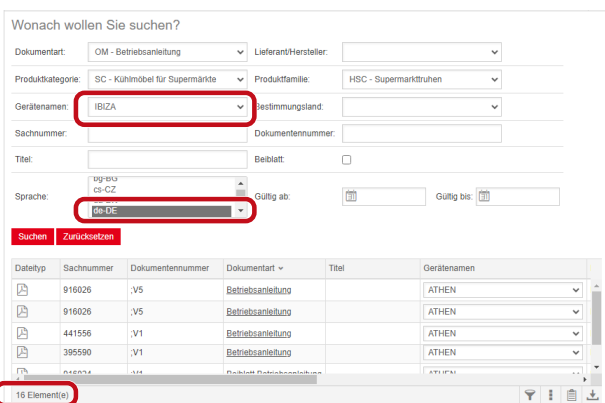 Wonach wollen Sie suchen?
Dokumentart: OM - Betriebsanleitung Lieferant/Hersteller:
Produktkategorie: SC - Kühlmöbel für Supermärkte Produktfamilie: HSC - Supermarkttruhen
Gerätenamen: IBIZA Bestimmungsland:
Sachnummer: Dokumentennummer:
Titel: Beiblatt:
bg-BG
cs-CZ
Sprache: Gültig ab: Gültig bis:
de-DE
Suchen Zurücksetzen
Dateityp Sachnummer Dokumentennummer Dokumentart Titel Gerätenamen
916026 ;V5 Betriebsanleitung ATHEN
916026 ;V5 Betriebsanleitung ATHEN
441556 ;V1 Betriebsanleitung ATHEN
395590 ;V1 Betriebsanleitung ATHEN
Beiblatt Betriebsanleitung ATHEN
16 Element(e)